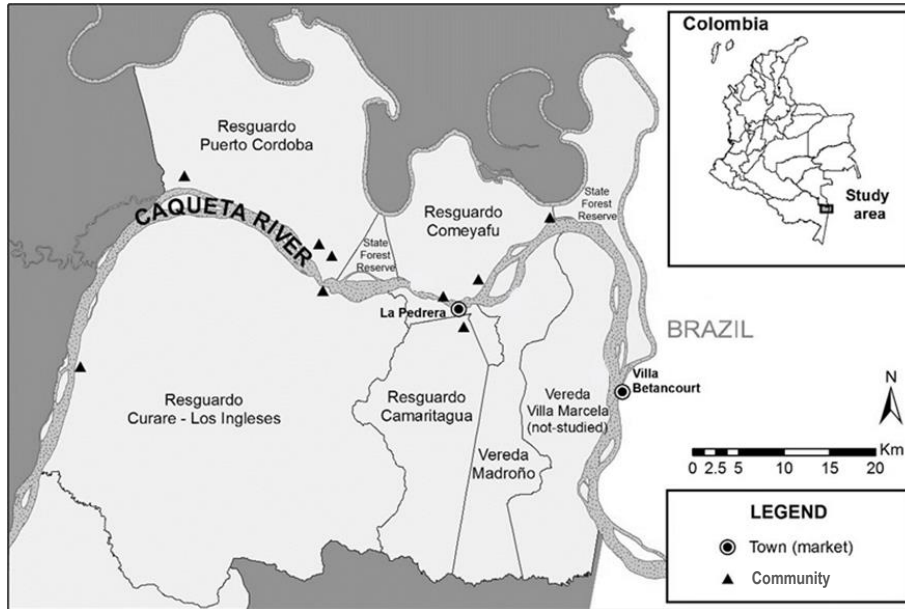 Colombia
Study
area
Resguardo
Puerto Cordoba
CAQUETA RIVER
State
Forest
Reserve
Resguardo
Comeyafu
State
Forest
Reserve
La Pedrera
BRAZIL
Villa
Betancourt
Resguardo
Curare - Los Ingleses
Resguardo
Camaritagua
Vereda
Madroño
Vereda
Villa Marcela
(not-studied)
N
Km
0 2.5 5 10 15 20
LEGEND
Town (market)
Community